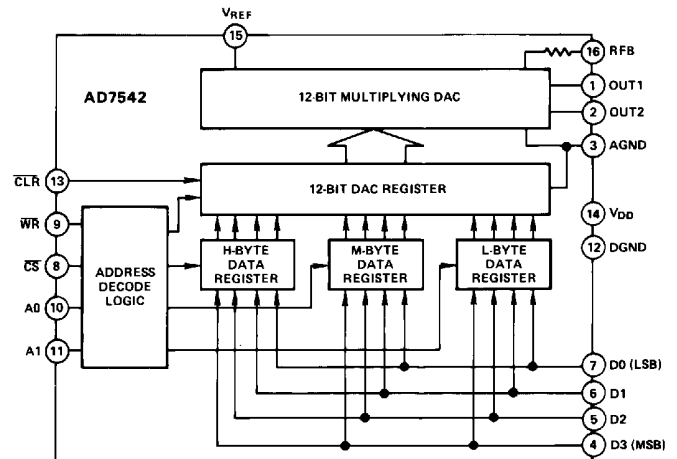 VREF
15
16 RFB
AD7542
12-BIT MULTIPLYING DAC
1 OUT1
2 OUT2
3 AGND
CLR 13
12-BIT DAC REGISTER
WR 9
14 VDD
CS 8
ADDRESS
DECODE
LOGIC
H-BYTE
DATA
REGISTER
M-BYTE
DATA
REGISTER
L-BYTE
DATA
REGISTER
12 DGND
A0 10
A1 11
7 D0 (LSB)
6 D1
5 D2
4 D3 (MSB)